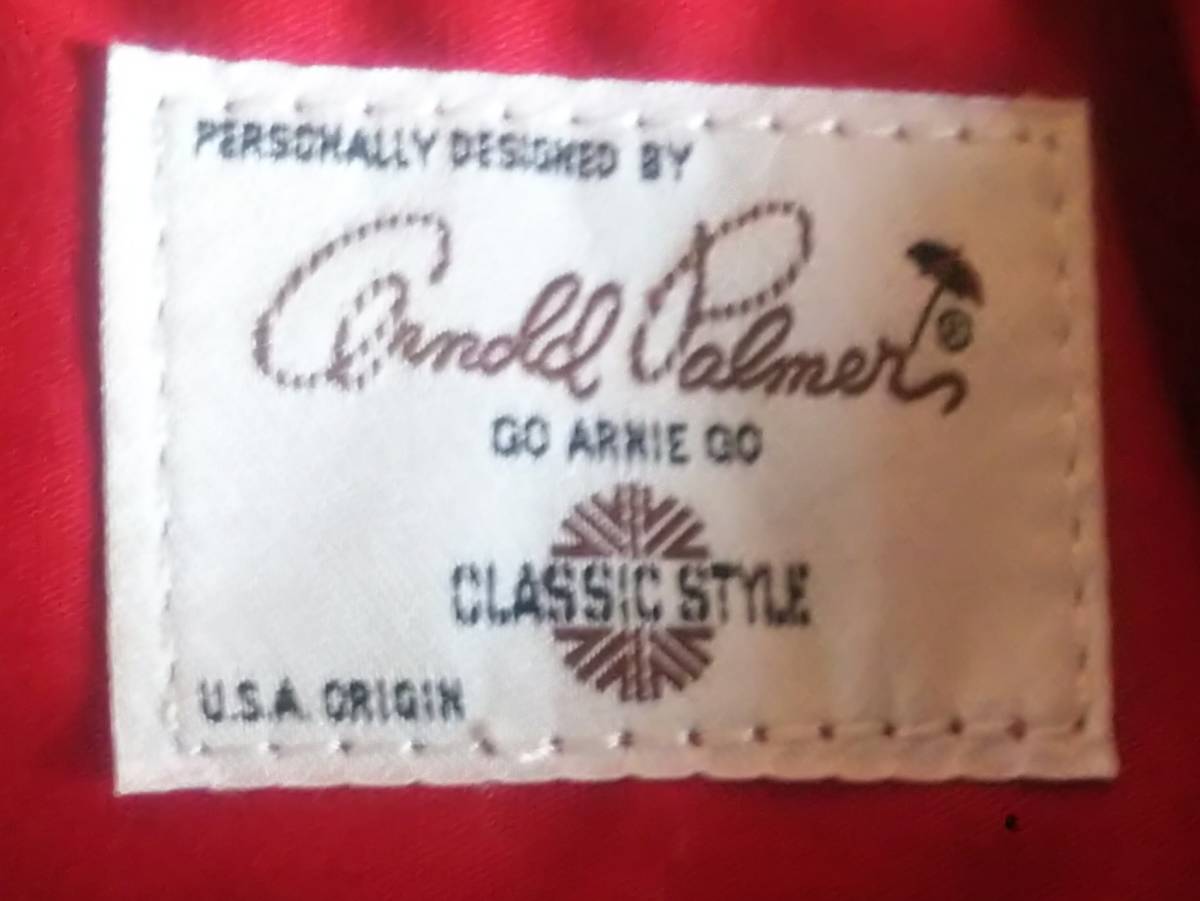 PERSONALLY DESIGNED BY
Arnold Palmer ®
GO ARNIE GO
CLASSIC STYLE
U.S.A. ORIGIN